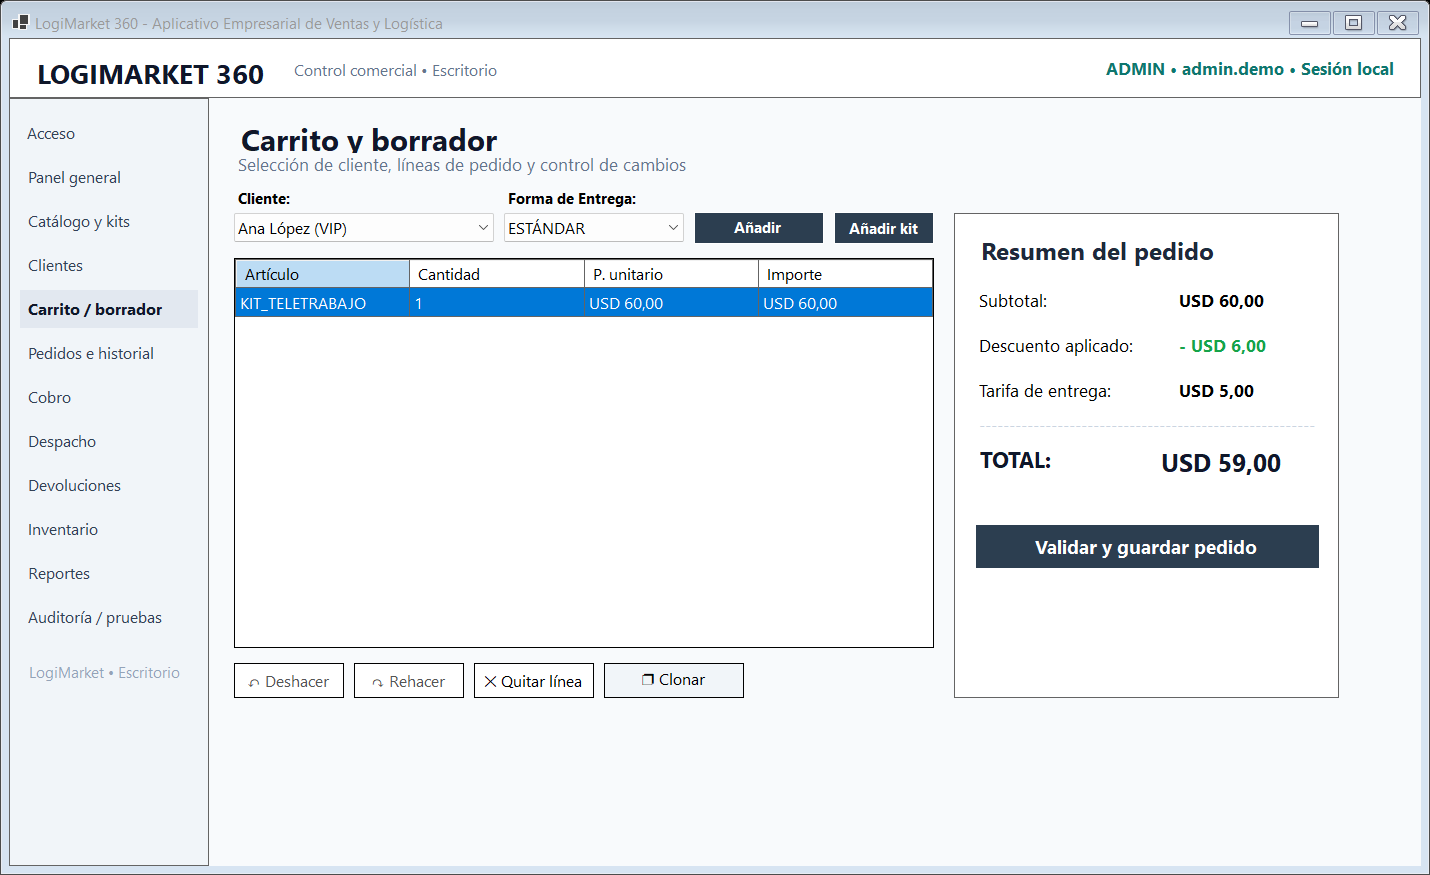 LogiMarket 360 - Aplicativo Empresarial de Ventas y Logística
LOGIMARKET 360
Control comercial • Escritorio
ADMIN • admin.demo • Sesión local
Acceso
Panel general
Catálogo y kits
Clientes
Carrito / borrador
Pedidos e historial
Cobro
Despacho
Devoluciones
Inventario
Reportes
Auditoría / pruebas
LogiMarket • Escritorio
Carrito y borrador
Selección de cliente, líneas de pedido y control de cambios
Cliente: Forma de Entrega:
Ana López (VIP) ESTÁNDAR Añadir Añadir kit
Artículo Cantidad P. unitario Importe
KIT_TELETRABAJO 1 USD 60,00 USD 60,00
↶ Deshacer ↷ Rehacer ✕ Quitar línea ❐ Clonar
Resumen del pedido
Subtotal: USD 60,00
Descuento aplicado: - USD 6,00
Tarifa de entrega: USD 5,00
TOTAL: USD 59,00
Validar y guardar pedido